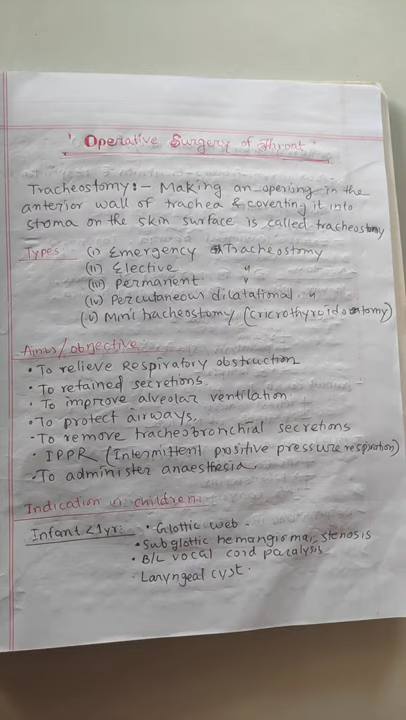 ' Operative Surgery of Thront '
Tracheostomy:- Making an opening in the
anterior wall of trachea & coverting it into
stoma on the skin surface is called tracheostomy
Types: (i) Emergency Tracheostomy
(ii) Elective "
(iii) Permanent "
(iv) Percutaneous dilatational "
(v) Mini tracheostomy (cricothyroidotomy)
Aims/objective
• To relieve Respiratory obstruction
• To retained secretions.
• To improve alveolar ventilation.
• To protect airways.
• To remove tracheobronchial secretions
• IPPR (Intermittent positive pressure respiration)
• To administer anaesthesia.
Indication in children:
Infant <1yr: • Glottic web.
• Subglottic hemangioma, stenosis
• B/L vocal cord paralysis
• Laryngeal cyst.